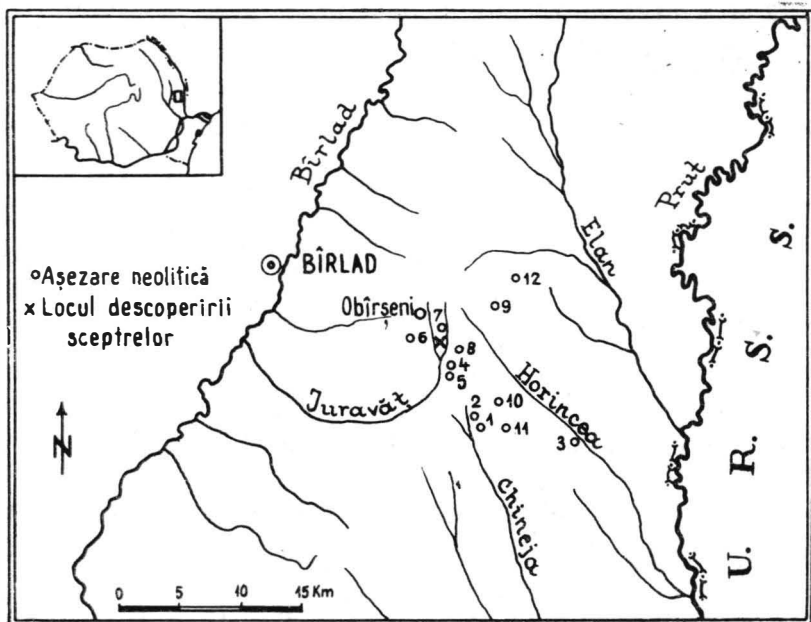 Bîrlad
Prut
Elan
BÎRLAD
o Așezare neolitică
x Locul descoperirii
sceptrelor
Obîrșeni
7
12
9
6
8
4
5
Juravăț
Horincea
2
10
1
11
3
Chineja
N
U. R. S. S.
0 5 10 15 Km